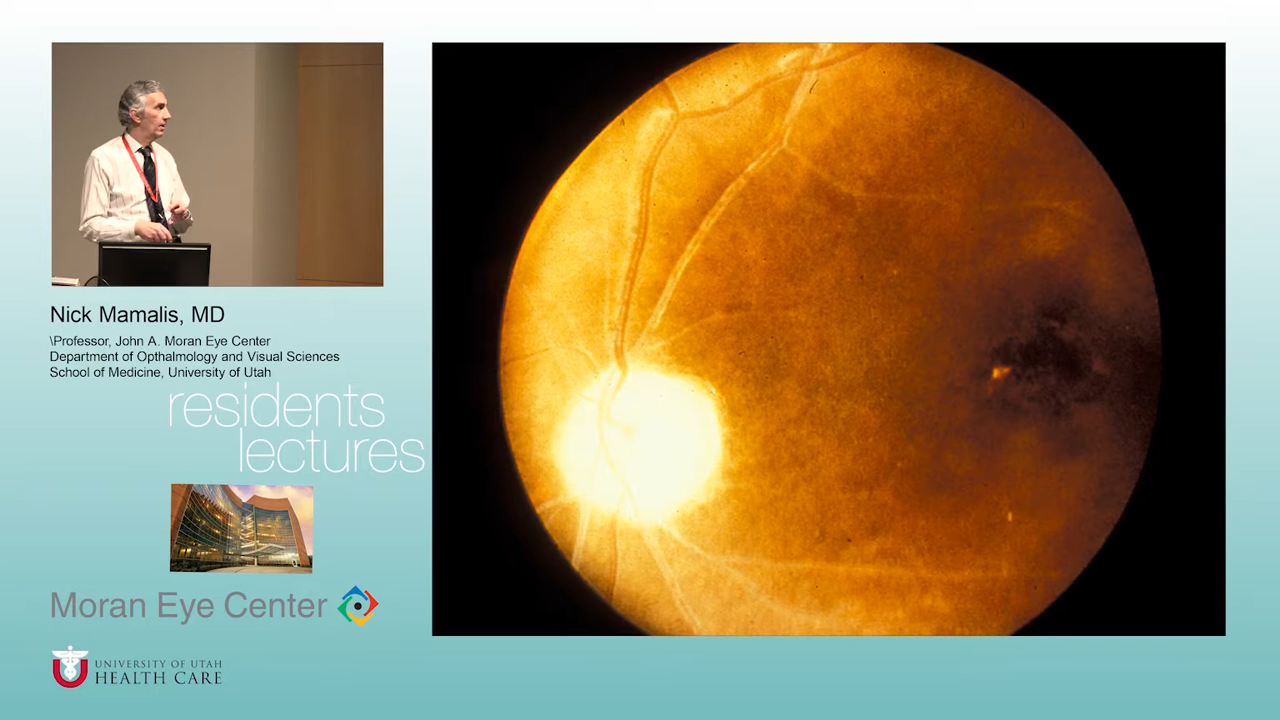 Nick Mamalis, MD
\Professor, John A. Moran Eye Center
Department of Opthalmology and Visual Sciences
School of Medicine, University of Utah
residents
lectures
Moran Eye Center
UNIVERSITY OF UTAH
HEALTH CARE